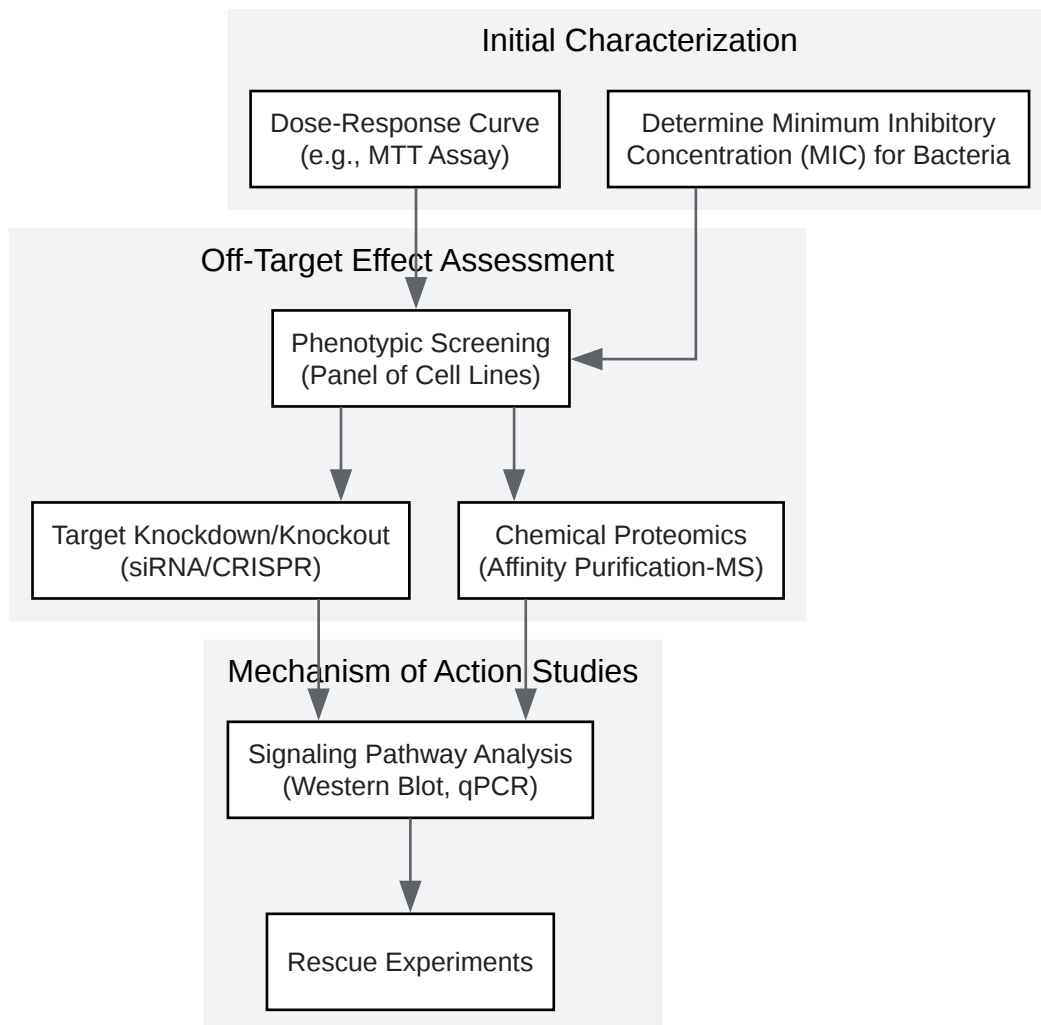 Initial Characterization
Dose-Response Curve
(e.g., MTT Assay)
Determine Minimum Inhibitory
Concentration (MIC) for Bacteria
Off-Target Effect Assessment
Phenotypic Screening
(Panel of Cell Lines)
Target Knockdown/Knockout
(siRNA/CRISPR)
Chemical Proteomics
(Affinity Purification-MS)
Mechanism of Action Studies
Signaling Pathway Analysis
(Western Blot, qPCR)
Rescue Experiments